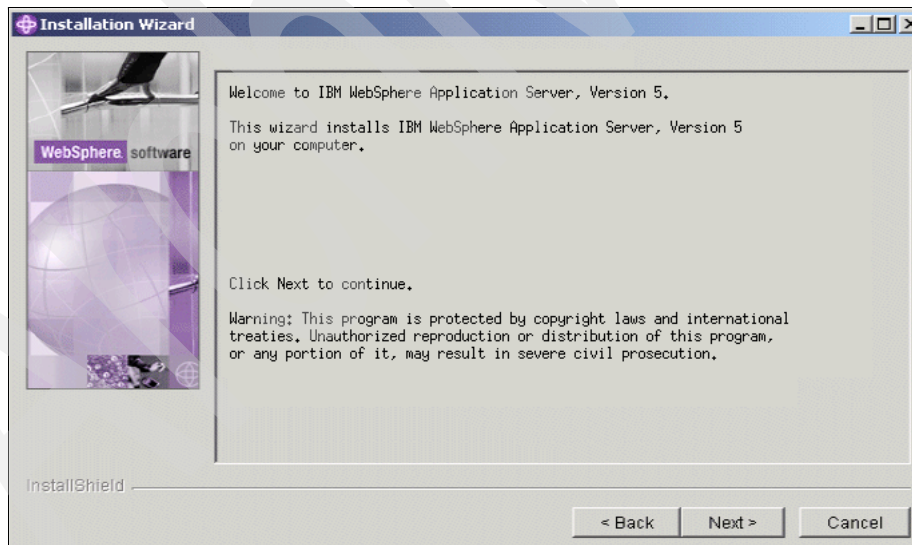 Installation Wizard
WebSphere software
Welcome to IBM WebSphere Application Server, Version 5.
This wizard installs IBM WebSphere Application Server, Version 5
on your computer.
Click Next to continue.
Warning: This program is protected by copyright laws and international
treaties. Unauthorized reproduction or distribution of this program,
or any portion of it, may result in severe civil prosecution.
InstallShield
< Back
Next >
Cancel